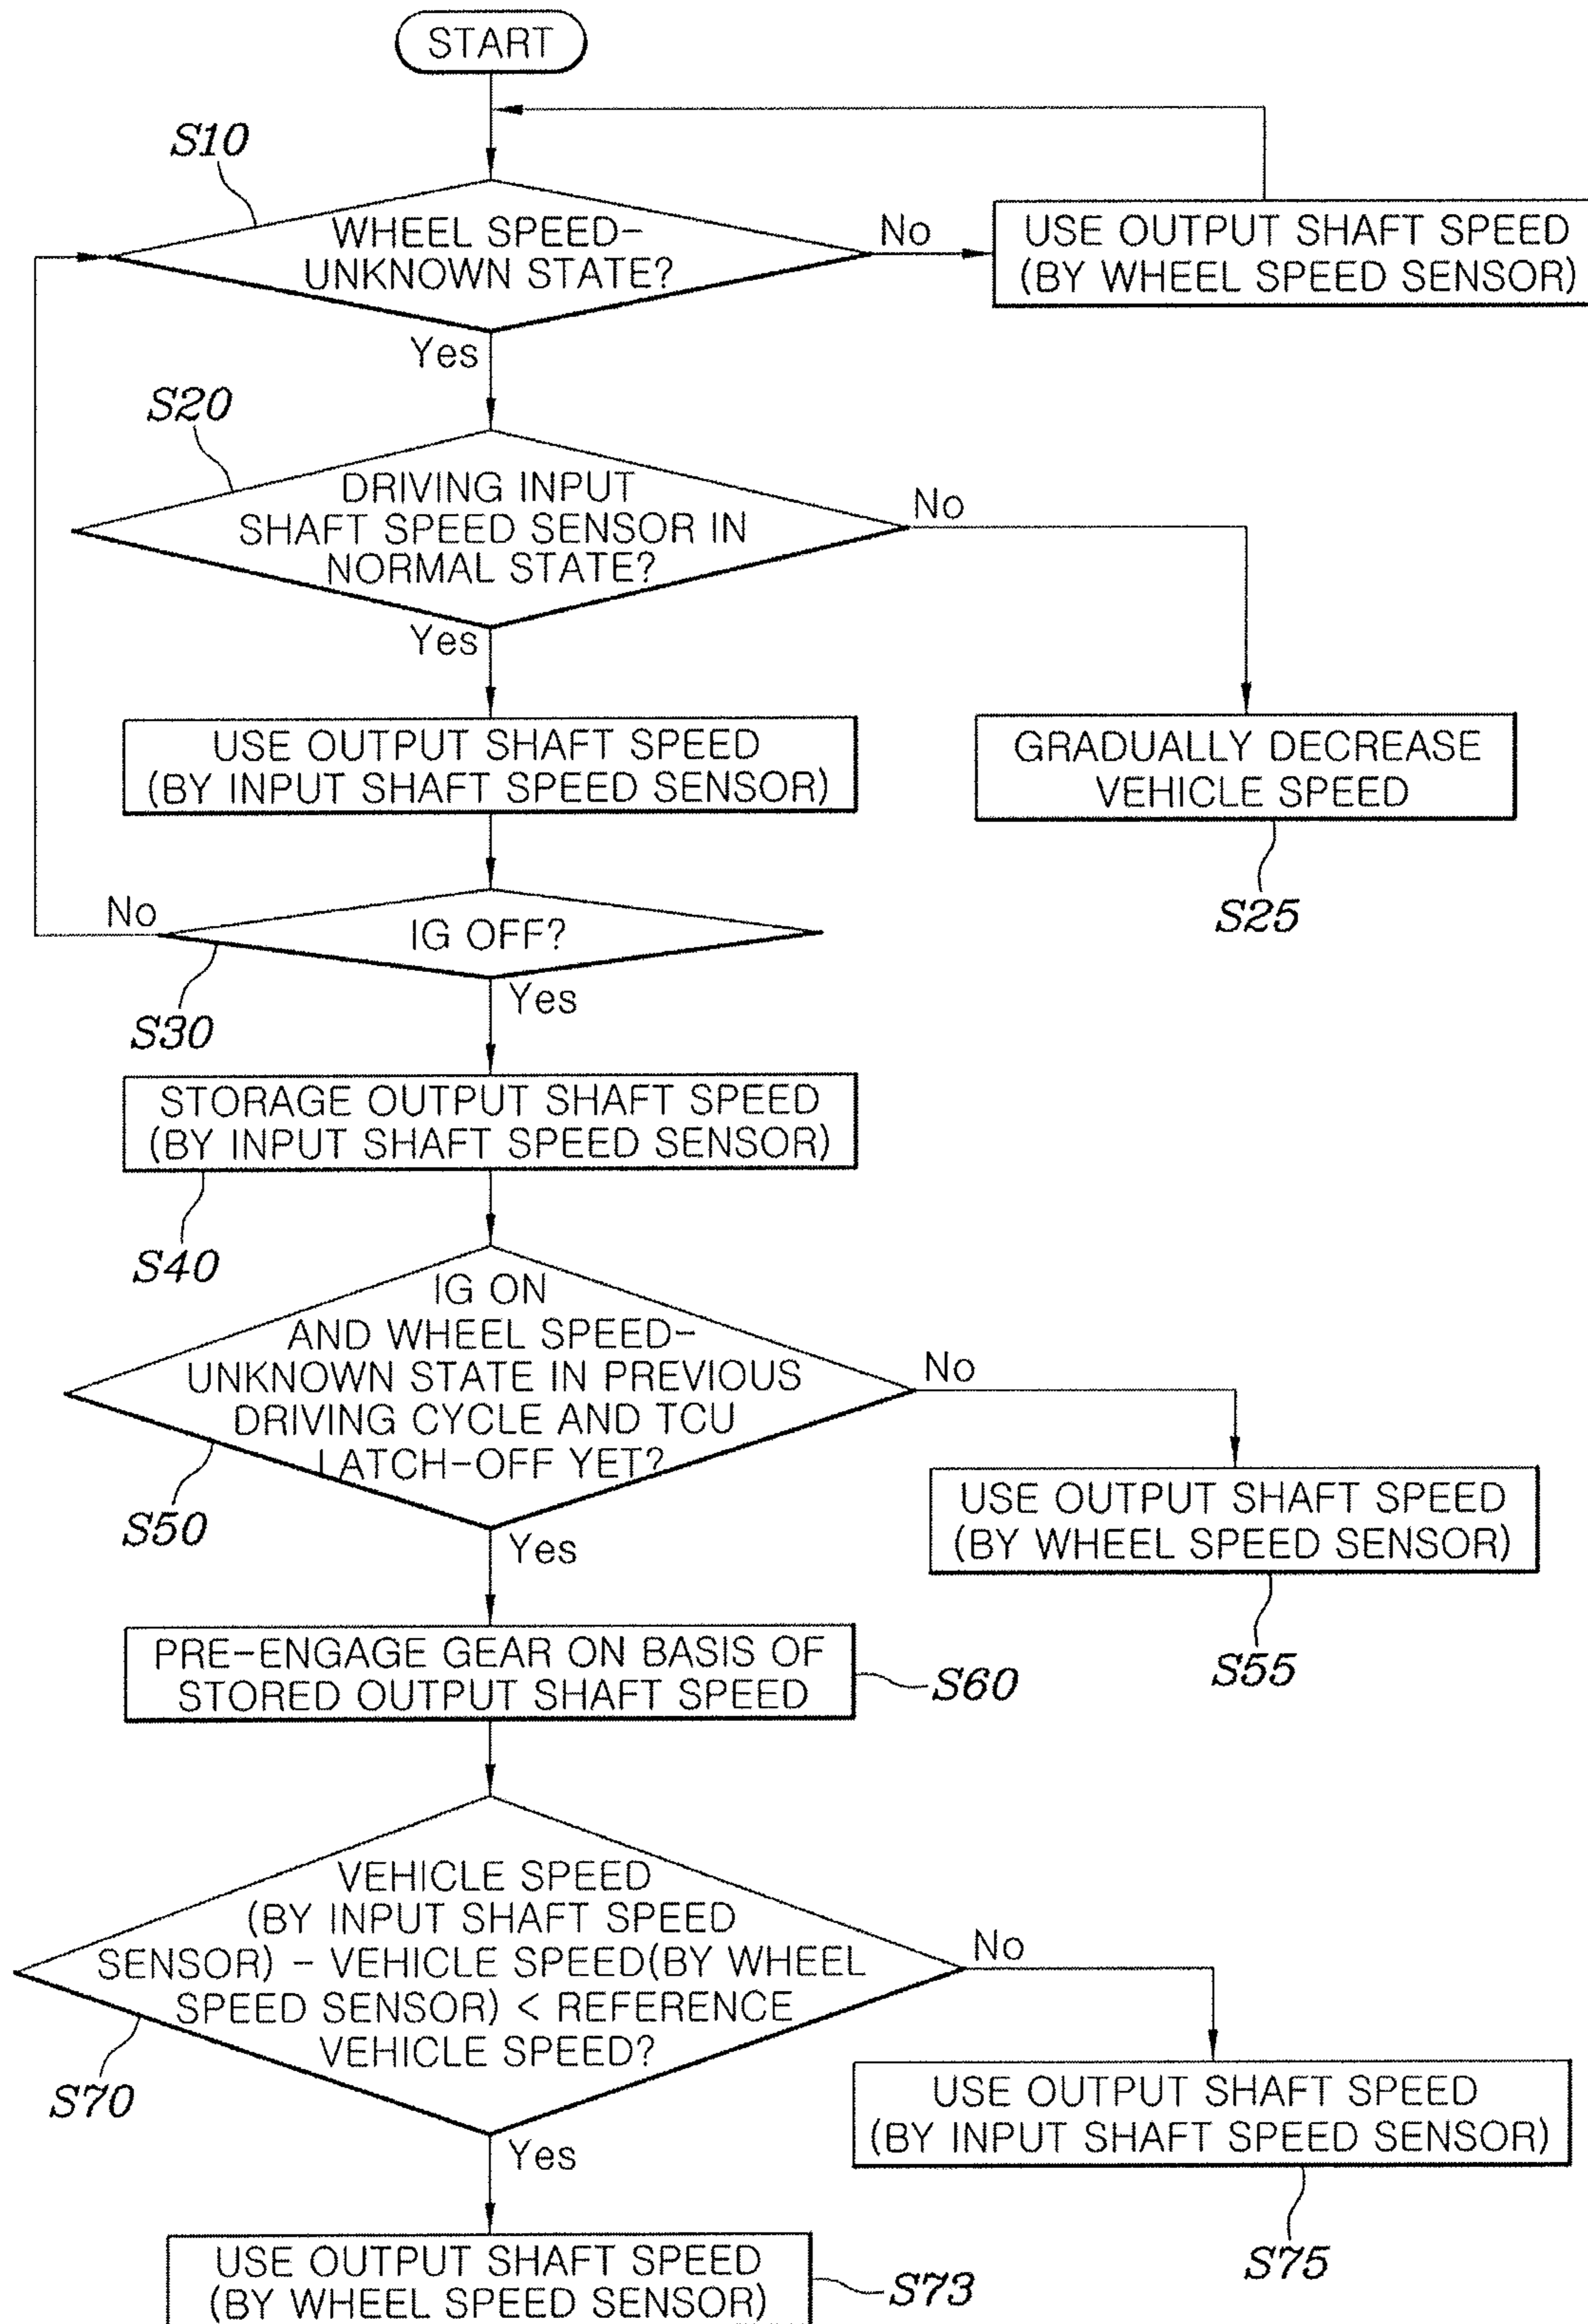 START
S10
WHEEL SPEED-
UNKNOWN STATE?
No
USE OUTPUT SHAFT SPEED
(BY WHEEL SPEED SENSOR)
Yes
S20
DRIVING INPUT
SHAFT SPEED SENSOR IN
NORMAL STATE?
No
Yes
USE OUTPUT SHAFT SPEED
(BY INPUT SHAFT SPEED SENSOR)
GRADUALLY DECREASE
VEHICLE SPEED
S25
No
IG OFF?
S30
Yes
STORAGE OUTPUT SHAFT SPEED
(BY INPUT SHAFT SPEED SENSOR)
S40
IG ON
AND WHEEL SPEED-
UNKNOWN STATE IN PREVIOUS
DRIVING CYCLE AND TCU
LATCH-OFF YET?
No
S50
Yes
USE OUTPUT SHAFT SPEED
(BY WHEEL SPEED SENSOR)
S55
PRE-ENGAGE GEAR ON BASIS OF
STORED OUTPUT SHAFT SPEED
S60
VEHICLE SPEED
(BY INPUT SHAFT SPEED
SENSOR) - VEHICLE SPEED(BY WHEEL
SPEED SENSOR) < REFERENCE
VEHICLE SPEED?
No
S70
Yes
USE OUTPUT SHAFT SPEED
(BY INPUT SHAFT SPEED SENSOR)
S75
USE OUTPUT SHAFT SPEED
(BY WHEEL SPEED SENSOR)
S73